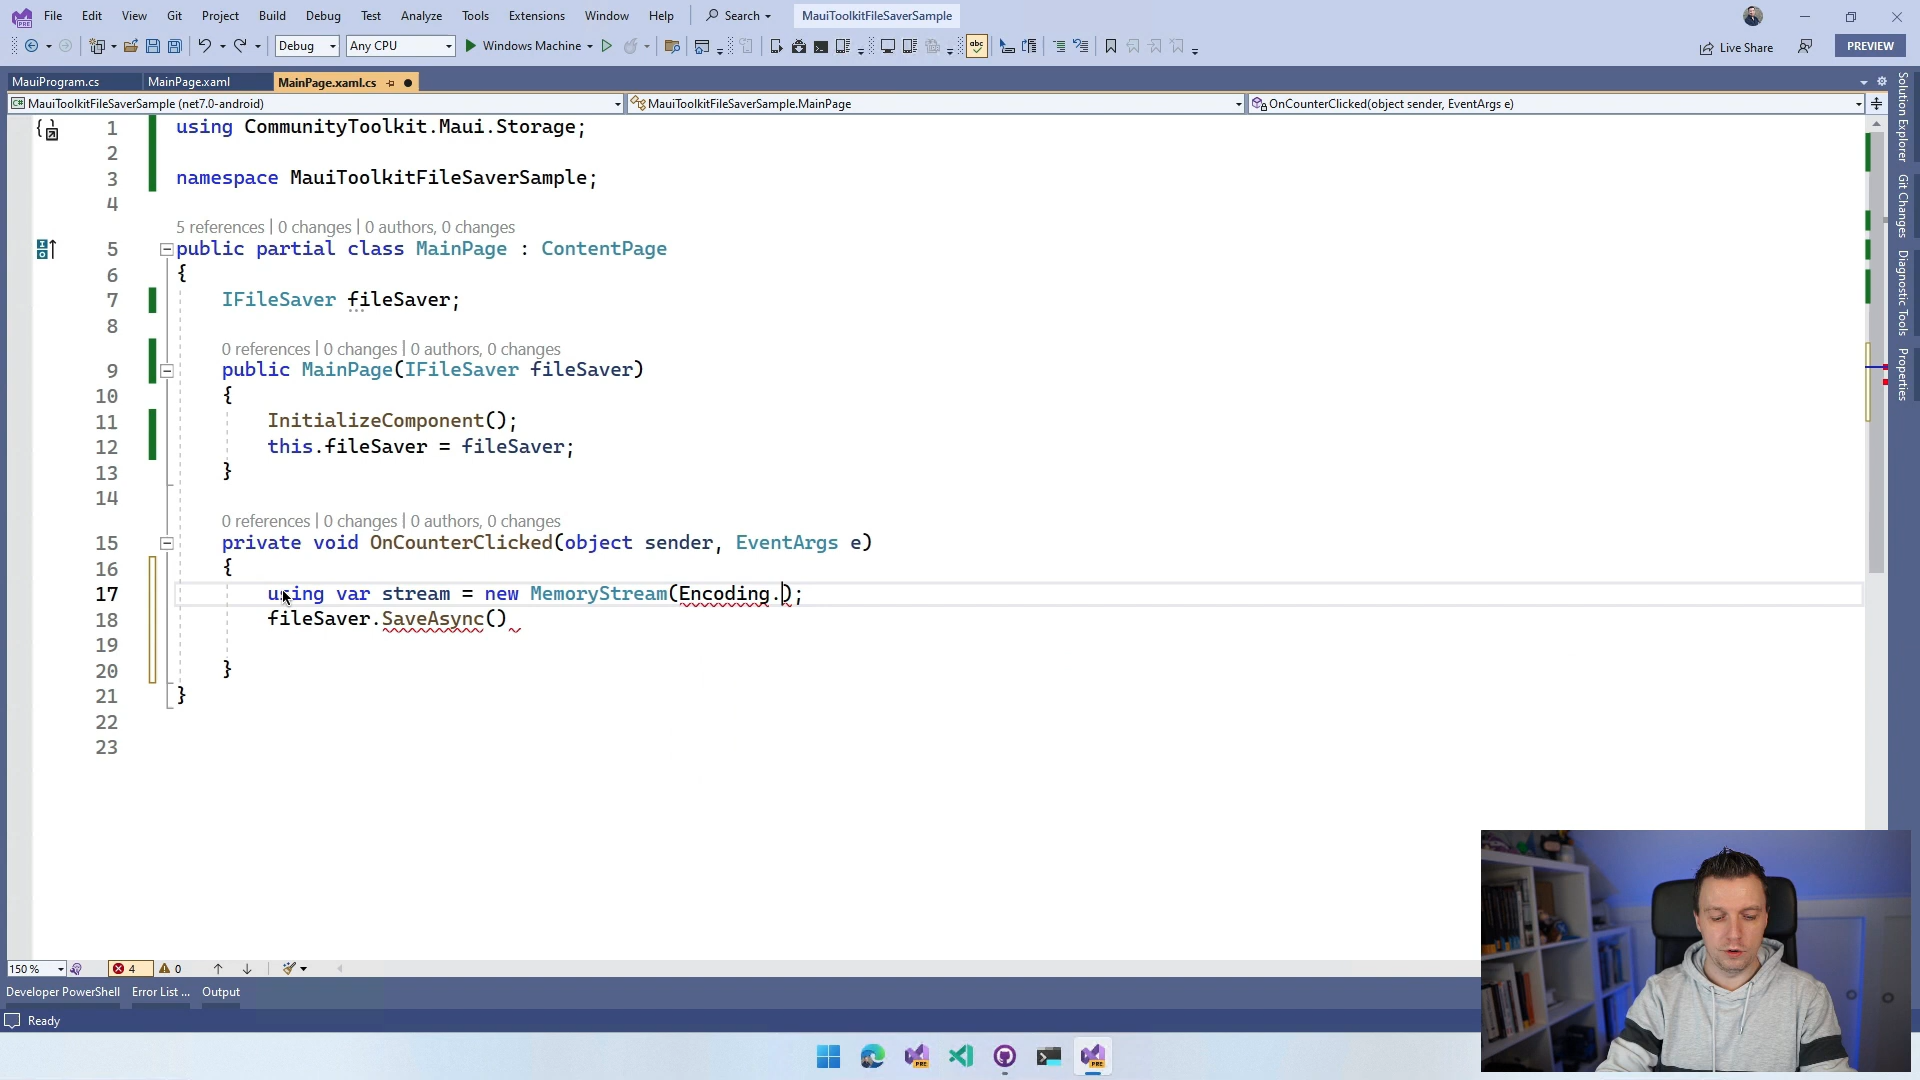 File Edit View Git Project Build Debug Test Analyze Tools Extensions Window Help Search MauiToolkitFileSaverSample
Debug Any CPU Windows Machine abc Live Share PREVIEW
MauiProgram.cs MainPage.xaml MainPage.xaml.cs
MauiToolkitFileSaverSample (net7.0-android) MauiToolkitFileSaverSample.MainPage OnCounterClicked(object sender, EventArgs e)
1 using CommunityToolkit.Maui.Storage;
2
3 namespace MauiToolkitFileSaverSample;
4
5 references | 0 changes | 0 authors, 0 changes
5 public partial class MainPage : ContentPage
6 {
7 IFileSaver fileSaver;
8
0 references | 0 changes | 0 authors, 0 changes
9 public MainPage(IFileSaver fileSaver)
10 {
11 InitializeComponent();
12 this.fileSaver = fileSaver;
13 }
14
0 references | 0 changes | 0 authors, 0 changes
15 private void OnCounterClicked(object sender, EventArgs e)
16 {
17 using var stream = new MemoryStream(Encoding.);
18 fileSaver.SaveAsync()
19
20 }
21 }
22
23
Solution Explorer
Git Changes
Diagnostic Tools
Properties
150 % 4 0
Developer PowerShell Error List ... Output
Ready